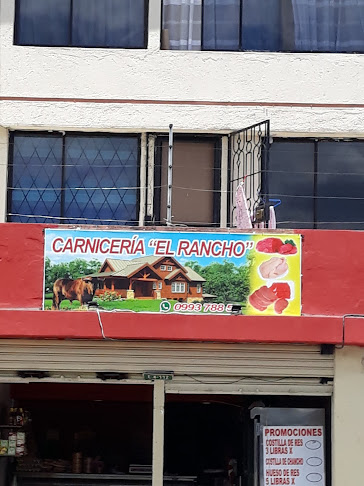 CARNICERÍA "EL RANCHO"
0993 788
PROMOCIONES
COSTILLA DE RES
3 LIBRAS X
COSTILLA DE CHANCHO
HUESO DE RES
5 LIBRAS X